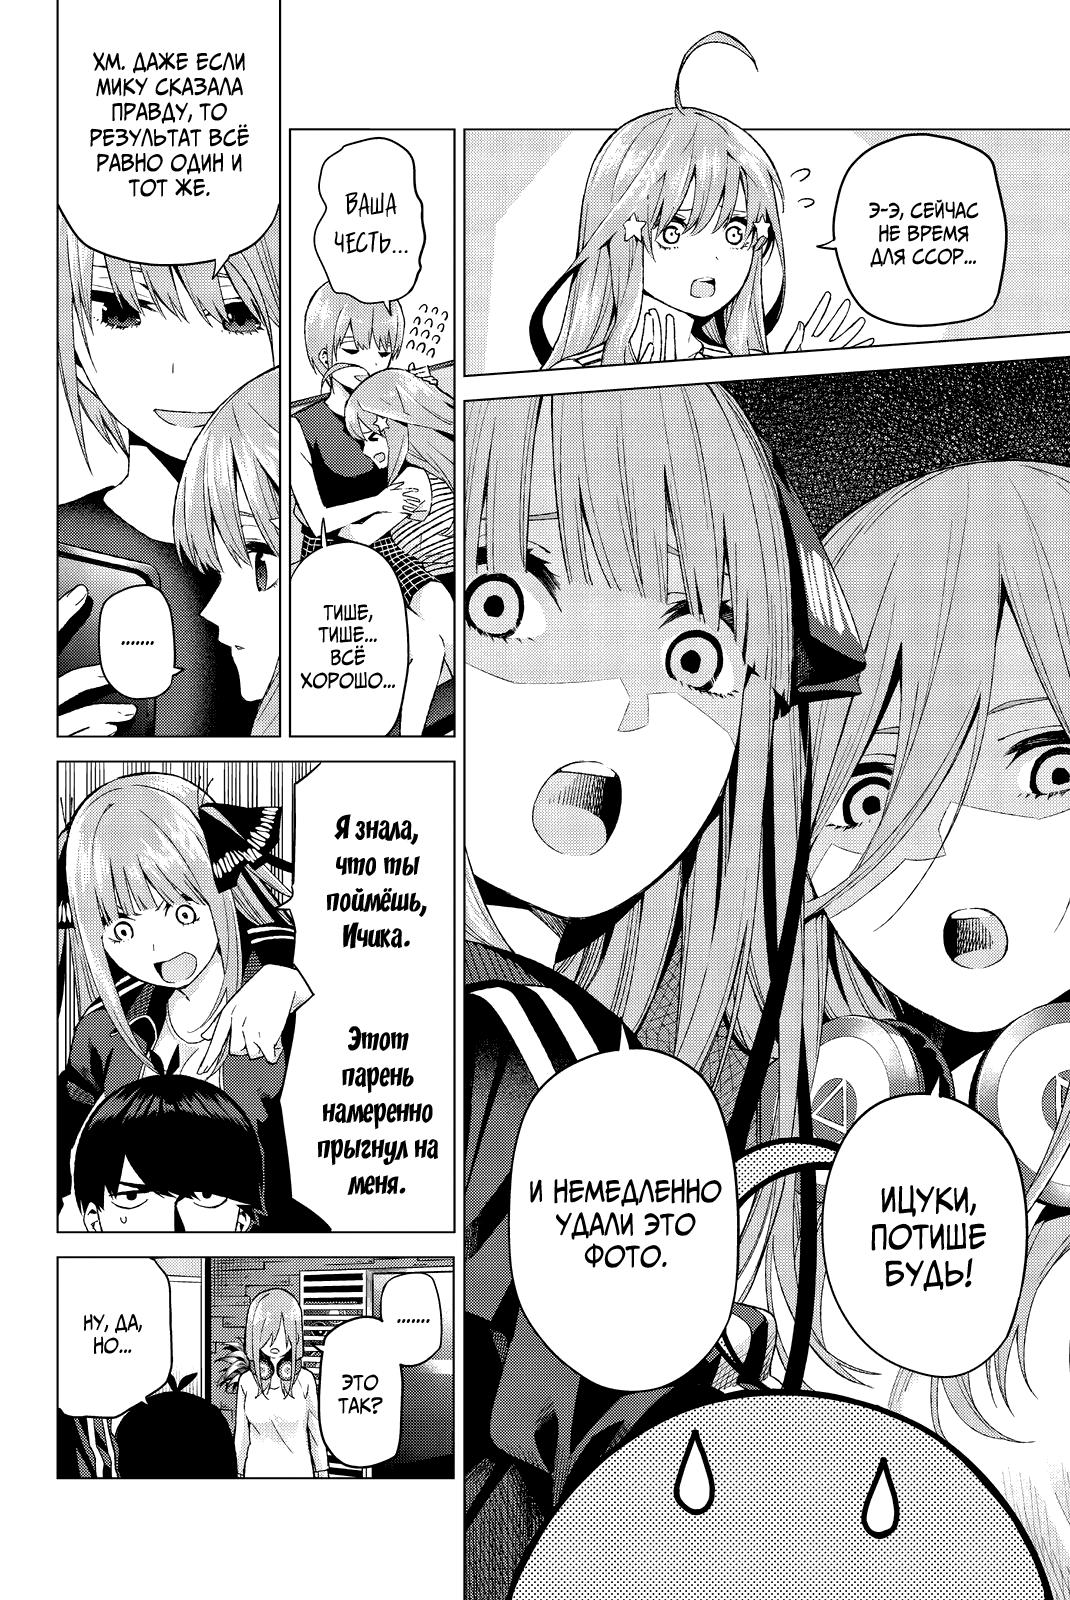 Э-Э, СЕЙЧАС
НЕ ВРЕМЯ
ДЛЯ ССОР...
ИЦУКИ,
ПОТИШЕ
БУДЬ!
И НЕМЕДЛЕННО
УДАЛИ ЭТО
ФОТО.
ВАША
ЧЕСТЬ...
ТИШЕ,
ТИШЕ...
ВСЁ
ХОРОШО...
ХМ. ДАЖЕ ЕСЛИ
МИКУ СКАЗАЛА
ПРАВДУ, ТО
РЕЗУЛЬТАТ ВСЁ
РАВНО ОДИН И
ТОТ ЖЕ.
........
Я знала,
что ты
поймёшь,
Ичика.
Этот
парень
намеренно
прыгнул на
меня.
........
ЭТО
ТАК?
НУ, ДА,
НО...